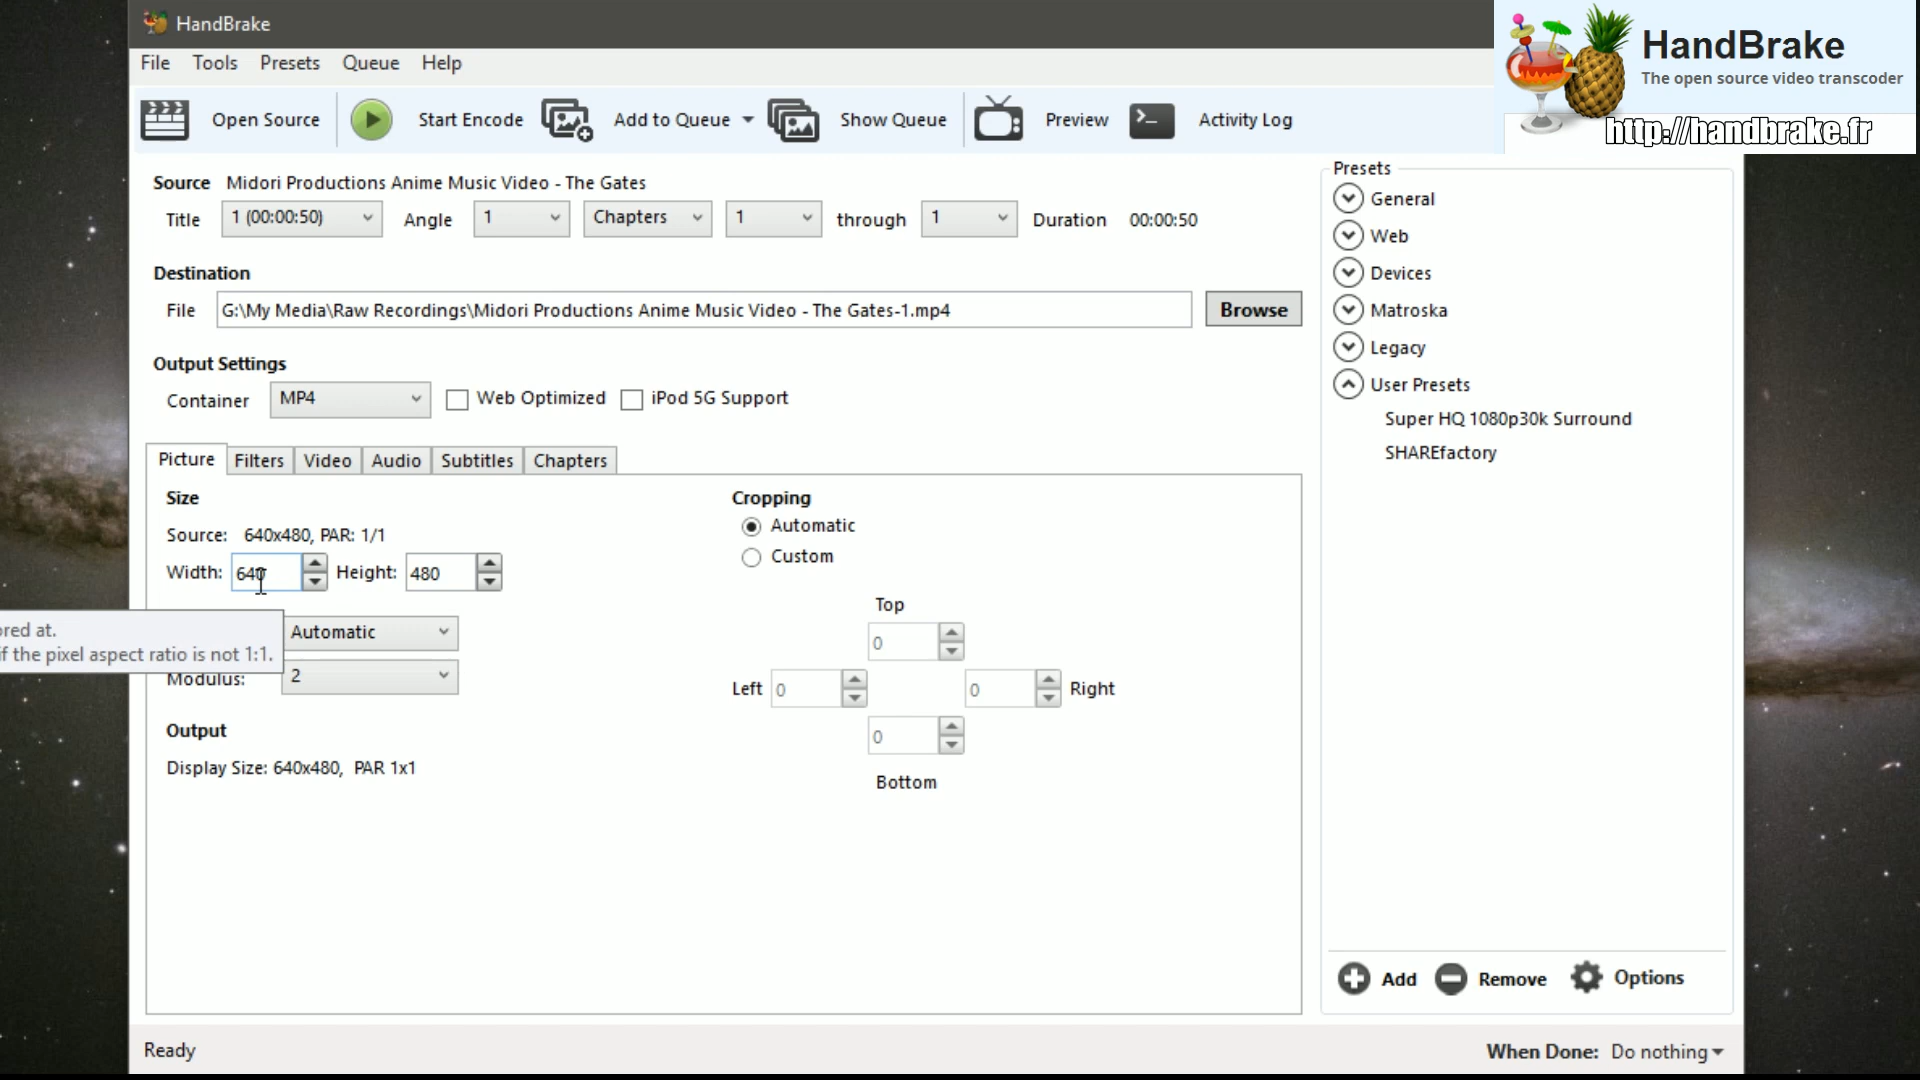 HandBrake
HandBrake
The open source video transcoder
http://handbrake.fr
File Tools Presets Queue Help
Open Source Start Encode Add to Queue Show Queue Preview Activity Log
Source Midori Productions Anime Music Video - The Gates
Title 1 (00:00:50) Angle 1 Chapters 1 through 1 Duration 00:00:50
Destination
File G:\My Media\Raw Recordings\Midori Productions Anime Music Video - The Gates-1.mp4 Browse
Output Settings
Container MP4 Web Optimized iPod 5G Support
Picture Filters Video Audio Subtitles Chapters
Size
Source: 640x480, PAR: 1/1
Width: 640 Height: 480
ored at.
if the pixel aspect ratio is not 1:1.
Automatic
Modulus: 2
Output
Display Size: 640x480, PAR 1x1
Cropping
Automatic
Custom
Top
0
Left 0 0 Right
0
Bottom
Presets
General
Web
Devices
Matroska
Legacy
User Presets
Super HQ 1080p30k Surround
SHAREfactory
Add Remove Options
Ready
When Done: Do nothing